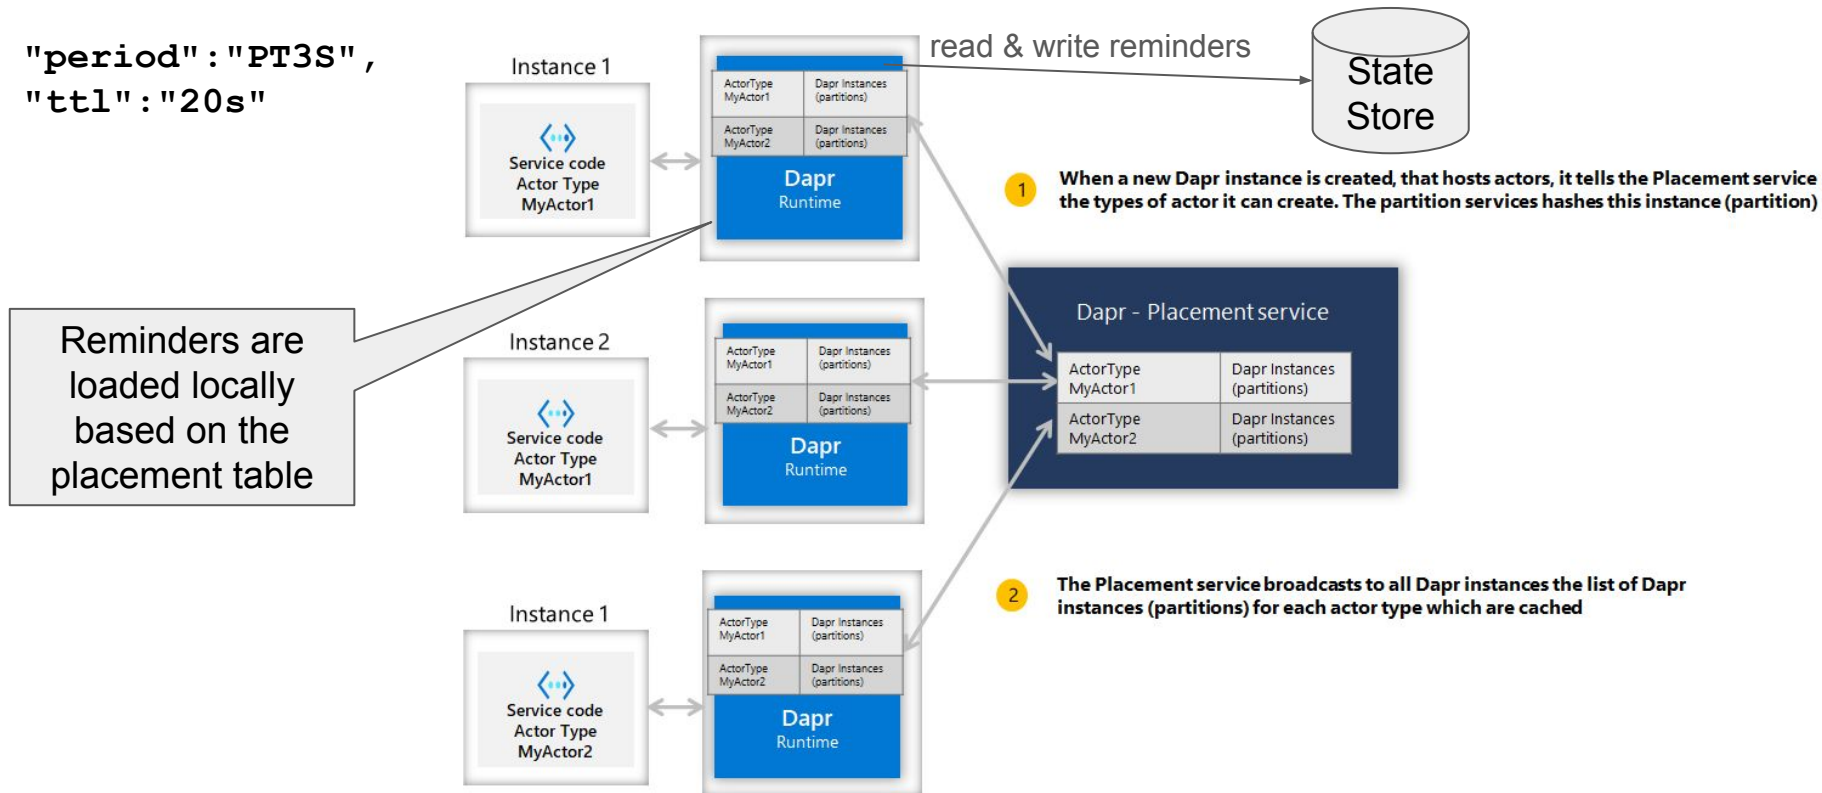 "period":"PT3S",
"ttl":"20s"
Instance 1
Service code
Actor Type
MyActor1
ActorType
MyActor1
Dapr Instances
(partitions)
ActorType
MyActor2
Dapr Instances
(partitions)
Dapr
Runtime
read & write reminders
State
Store
1
When a new Dapr instance is created, that hosts actors, it tells the Placement service
the types of actor it can create. The partition services hashes this instance (partition)
Reminders are
loaded locally
based on the
placement table
Instance 2
Service code
Actor Type
MyActor1
ActorType
MyActor1
Dapr Instances
(partitions)
ActorType
MyActor2
Dapr Instances
(partitions)
Dapr
Runtime
Dapr - Placement service
ActorType
MyActor1
Dapr Instances
(partitions)
ActorType
MyActor2
Dapr Instances
(partitions)
Instance 1
Service code
Actor Type
MyActor2
ActorType
MyActor1
Dapr Instances
(partitions)
ActorType
MyActor2
Dapr Instances
(partitions)
Dapr
Runtime
2
The Placement service broadcasts to all Dapr instances the list of Dapr
instances (partitions) for each actor type which are cached